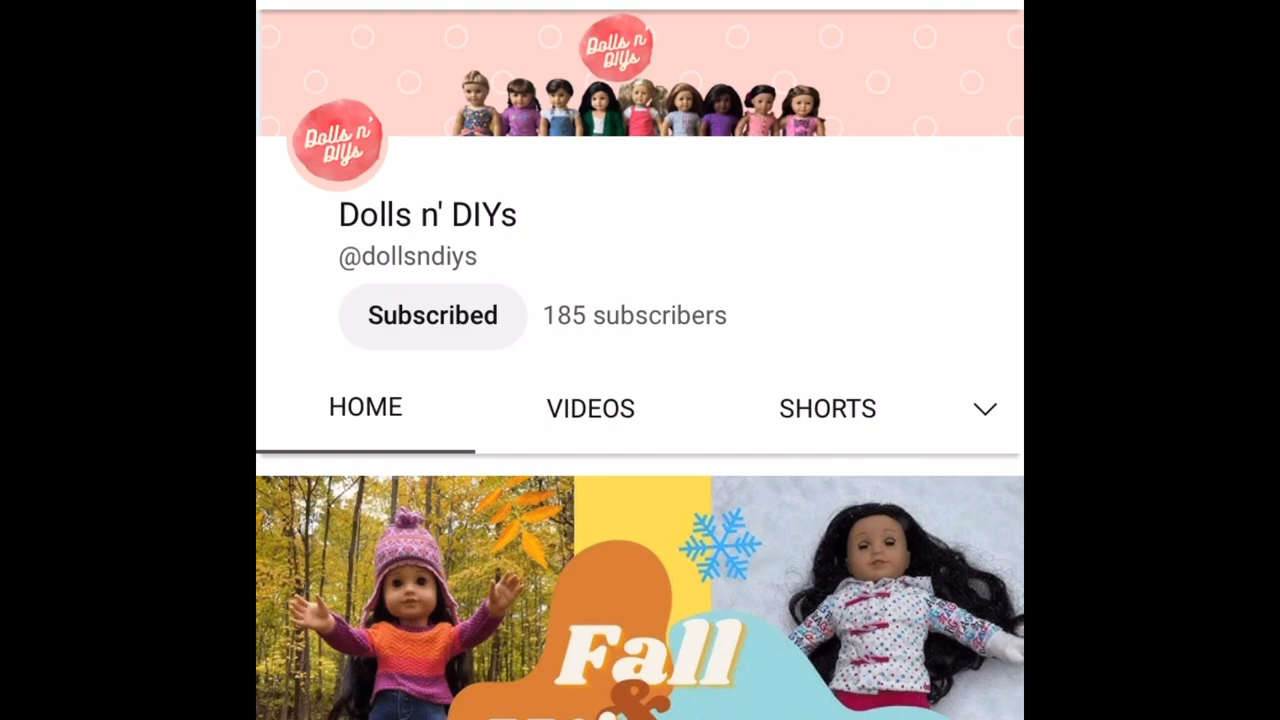 Dolls n'
DIYs
Dolls n'
DIYs
Dolls n' DIYs
@dollsndiys
Subscribed 185 subscribers
HOME VIDEOS SHORTS
Fall
&